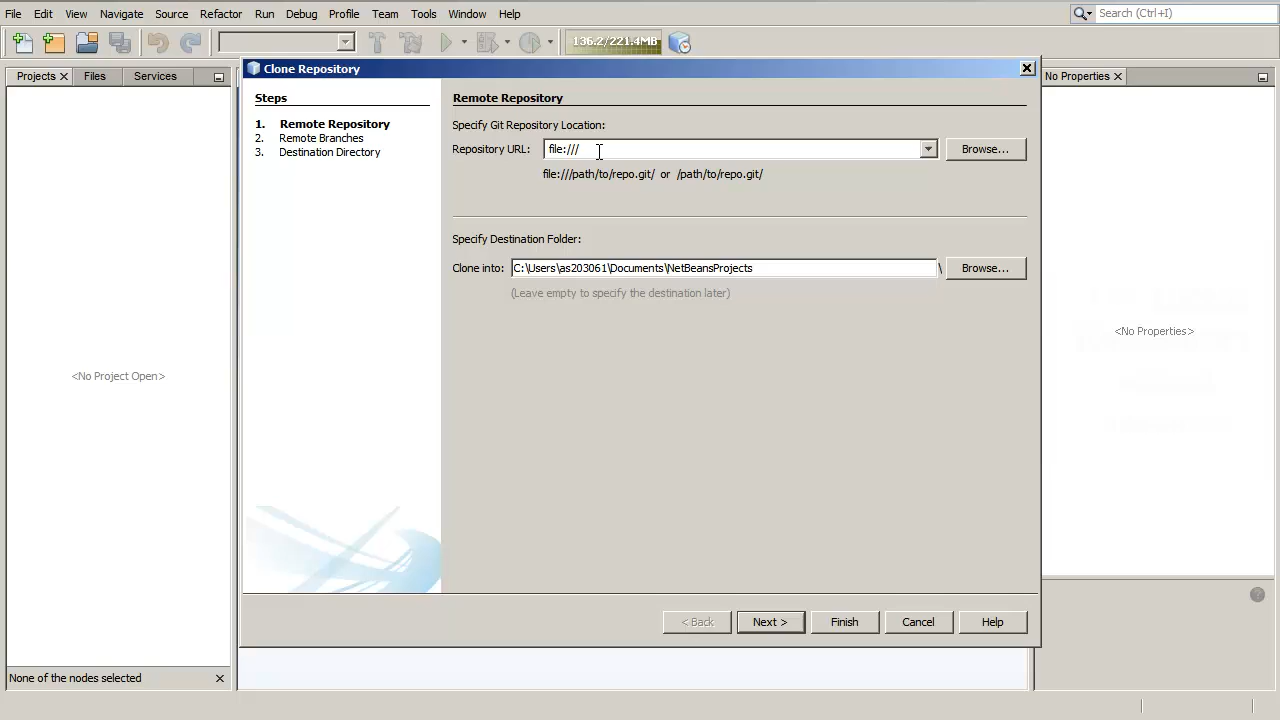 File Edit View Navigate Source Refactor Run Debug Profile Team Tools Window Help
Search (Ctrl+I)
136.2/221.4MB
Projects Files Services
No Properties
Clone Repository
Steps
1. Remote Repository
2. Remote Branches
3. Destination Directory
Remote Repository
Specify Git Repository Location:
Repository URL: file:/// Browse...
file:///path/to/repo.git/ or /path/to/repo.git/
Specify Destination Folder:
Clone into: C:\Users\as203061\Documents\NetBeansProjects \ Browse...
(Leave empty to specify the destination later)
<No Project Open>
<No Properties>
< Back Next > Finish Cancel Help
None of the nodes selected